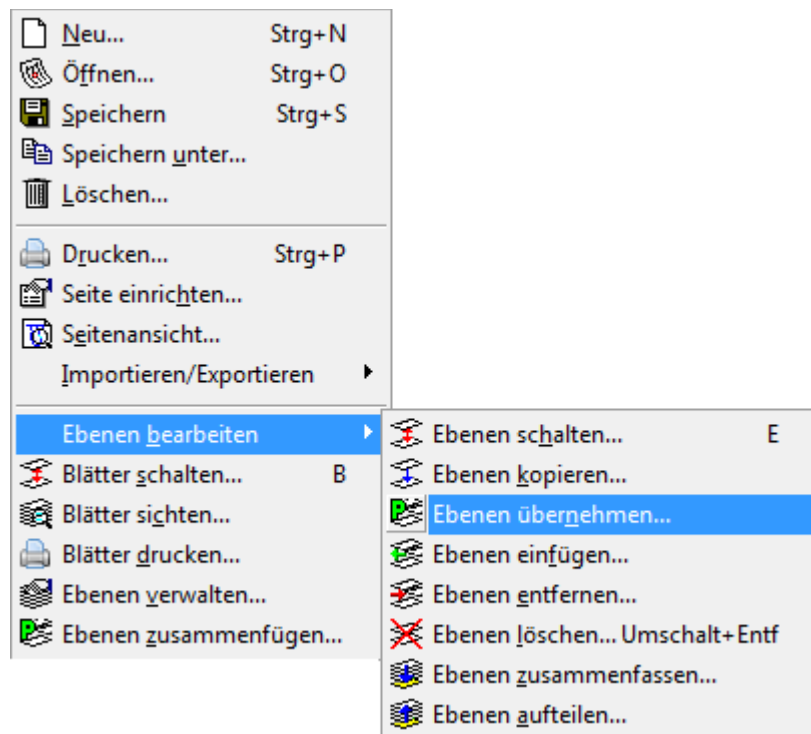 Neu... Strg+N
Öffnen... Strg+O
Speichern Strg+S
Speichern unter...
Löschen...
Drucken... Strg+P
Seite einrichten...
Seitenansicht...
Importieren/Exportieren
Ebenen bearbeiten
Blätter schalten... B
Blätter sichten...
Blätter drucken...
Ebenen verwalten...
Ebenen zusammenfügen...
Ebenen schalten... E
Ebenen kopieren...
Ebenen übernehmen...
Ebenen einfügen...
Ebenen entfernen...
Ebenen löschen... Umschalt+Entf
Ebenen zusammenfassen...
Ebenen aufteilen...